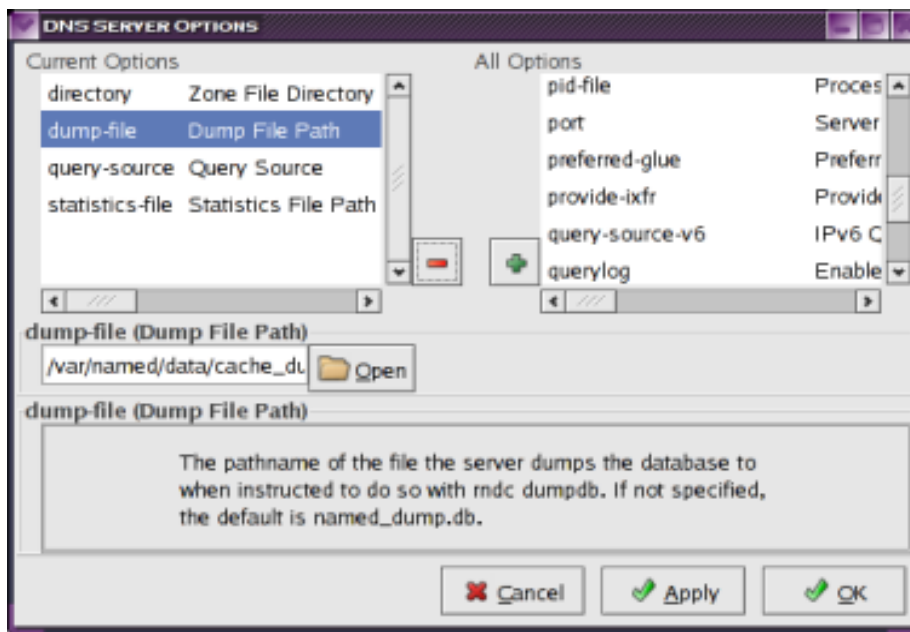 DNS SERVER OPTIONS
Current Options
directory Zone File Directory
dump-file Dump File Path
query-source Query Source
statistics-file Statistics File Path
All Options
pid-file Proces
port Server
preferred-glue Preferr
provide-ixfr Provid
query-source-v6 IPv6 Q
querylog Enable
dump-file (Dump File Path)
/var/named/data/cache_du
Open
dump-file (Dump File Path)
The pathname of the file the server dumps the database to
when instructed to do so with rndc dumpdb. If not specified,
the default is named_dump.db.
Cancel
Apply
OK